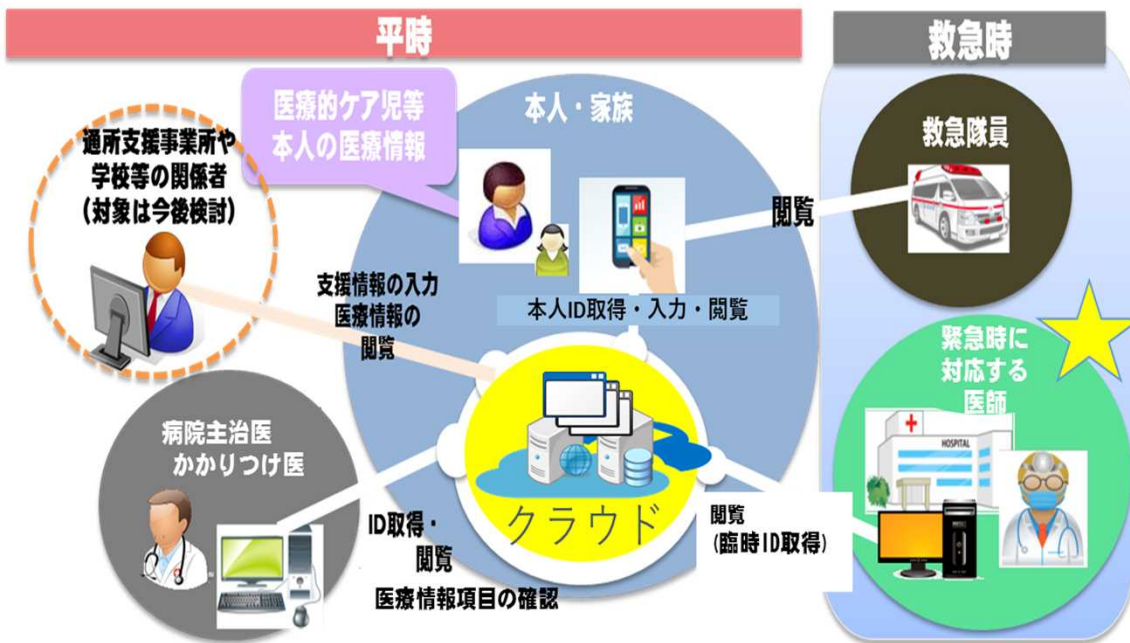 平時
救急時
医療的ケア児等
本人の医療情報
本人・家族
通所支援事業所や
学校等の関係者
(対象は今後検討)
救急隊員
閲覧
支援情報の入力
医療情報の
閲覧
本人ID取得・入力・閲覧
緊急時に
対応する
医師
HOSPITAL
病院主治医
かかりつけ医
クラウド
ID取得・
閲覧
医療情報項目の確認
閲覧
(臨時ID取得)